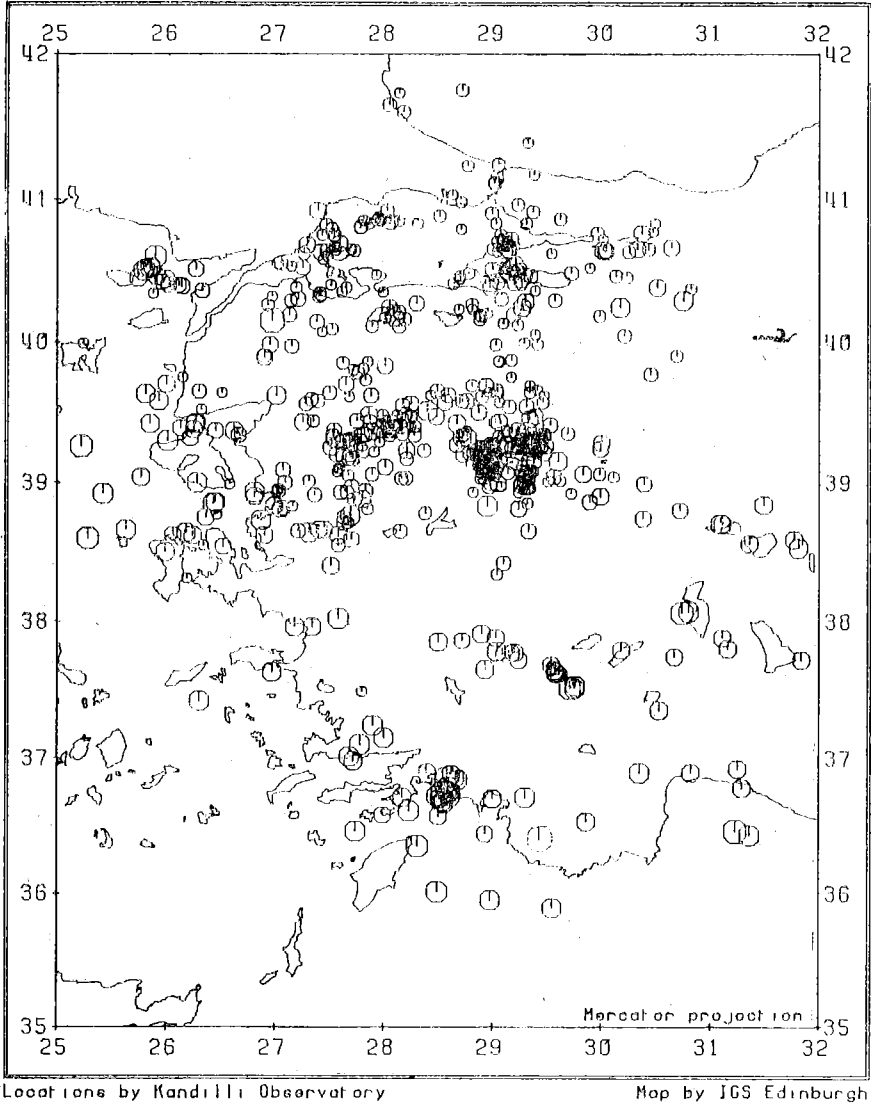 25 26 27 28 29 30 31 32
42 42
41 41
40 40
39 39
38 38
37 37
36 36
Mercator projection
35 35
25 26 27 28 29 30 31 32
Locations by Kandilli Observatory Map by IGS Edinburgh